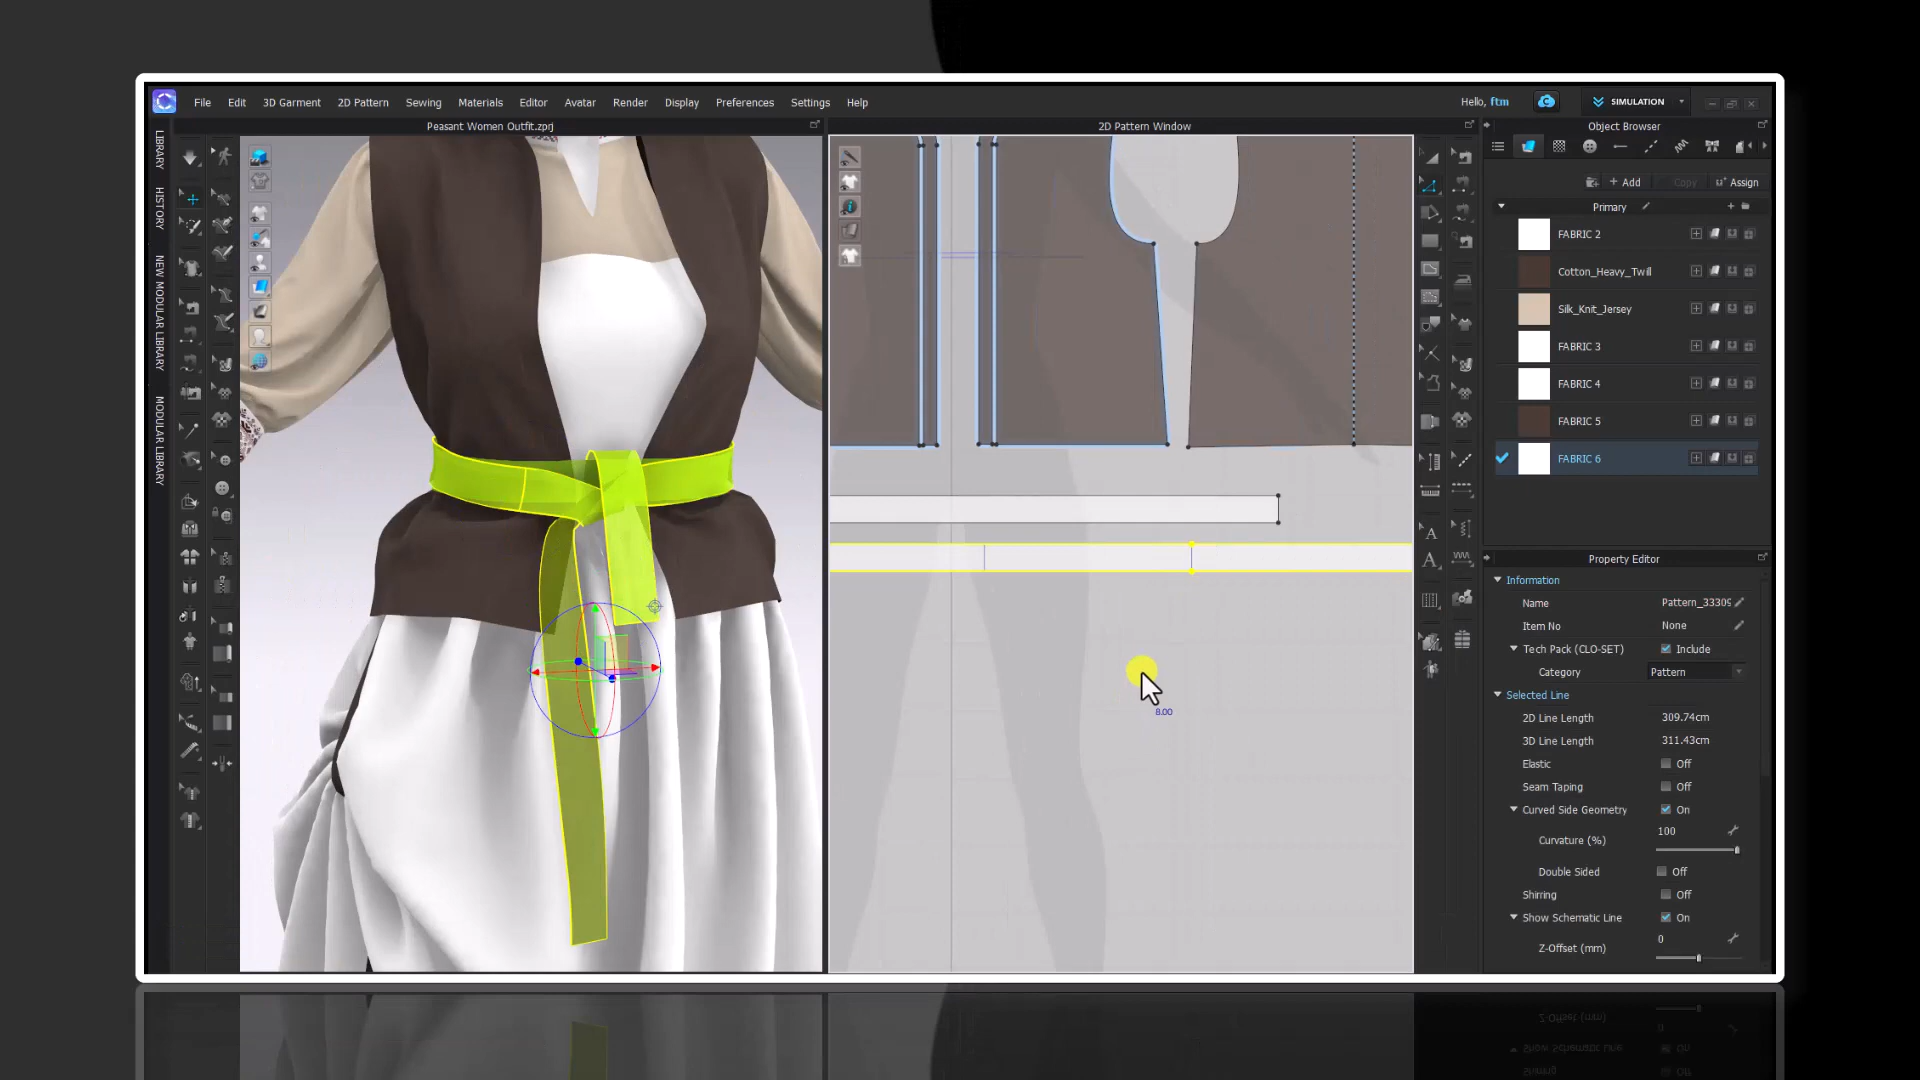 File Edit 3D Garment 2D Pattern Sewing Materials Editor Avatar Render Display Preferences Settings Help
Hello, ftm
SIMULATION
Peasant Women Outfit.zprj
2D Pattern Window
Object Browser
LIBRARY
HISTORY
NEW MODULAR LIBRARY
MODULAR LIBRARY
+ Add
Copy
Assign
Primary
FABRIC 2
Cotton_Heavy_Twill
Silk_Knit_Jersey
FABRIC 3
FABRIC 4
FABRIC 5
FABRIC 6
8.00
Property Editor
Information
Name Pattern_33309
Item No None
Tech Pack (CLO-SET) Include
Category Pattern
Selected Line
2D Line Length 309.74cm
3D Line Length 311.43cm
Elastic Off
Seam Taping Off
Curved Side Geometry On
Curvature (%) 100
Double Sided Off
Shirring Off
Show Schematic Line On
Z-Offset (mm) 0